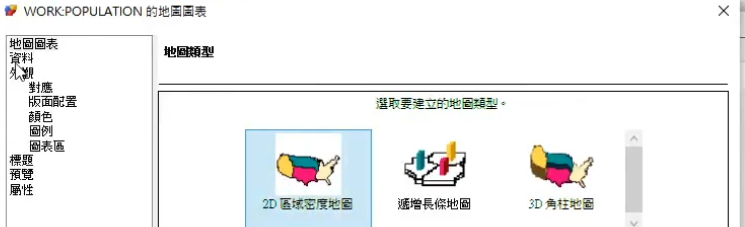 WORK:POPULATION 的地圖圖表
地圖圖表
資料
外觀
對應
版面配置
顏色
圖例
圖表區
標題
預覽
屬性
地圖類型
選取要建立的地圖類型。
2D 區域密度地圖
遞增長條地圖
3D 角柱地圖